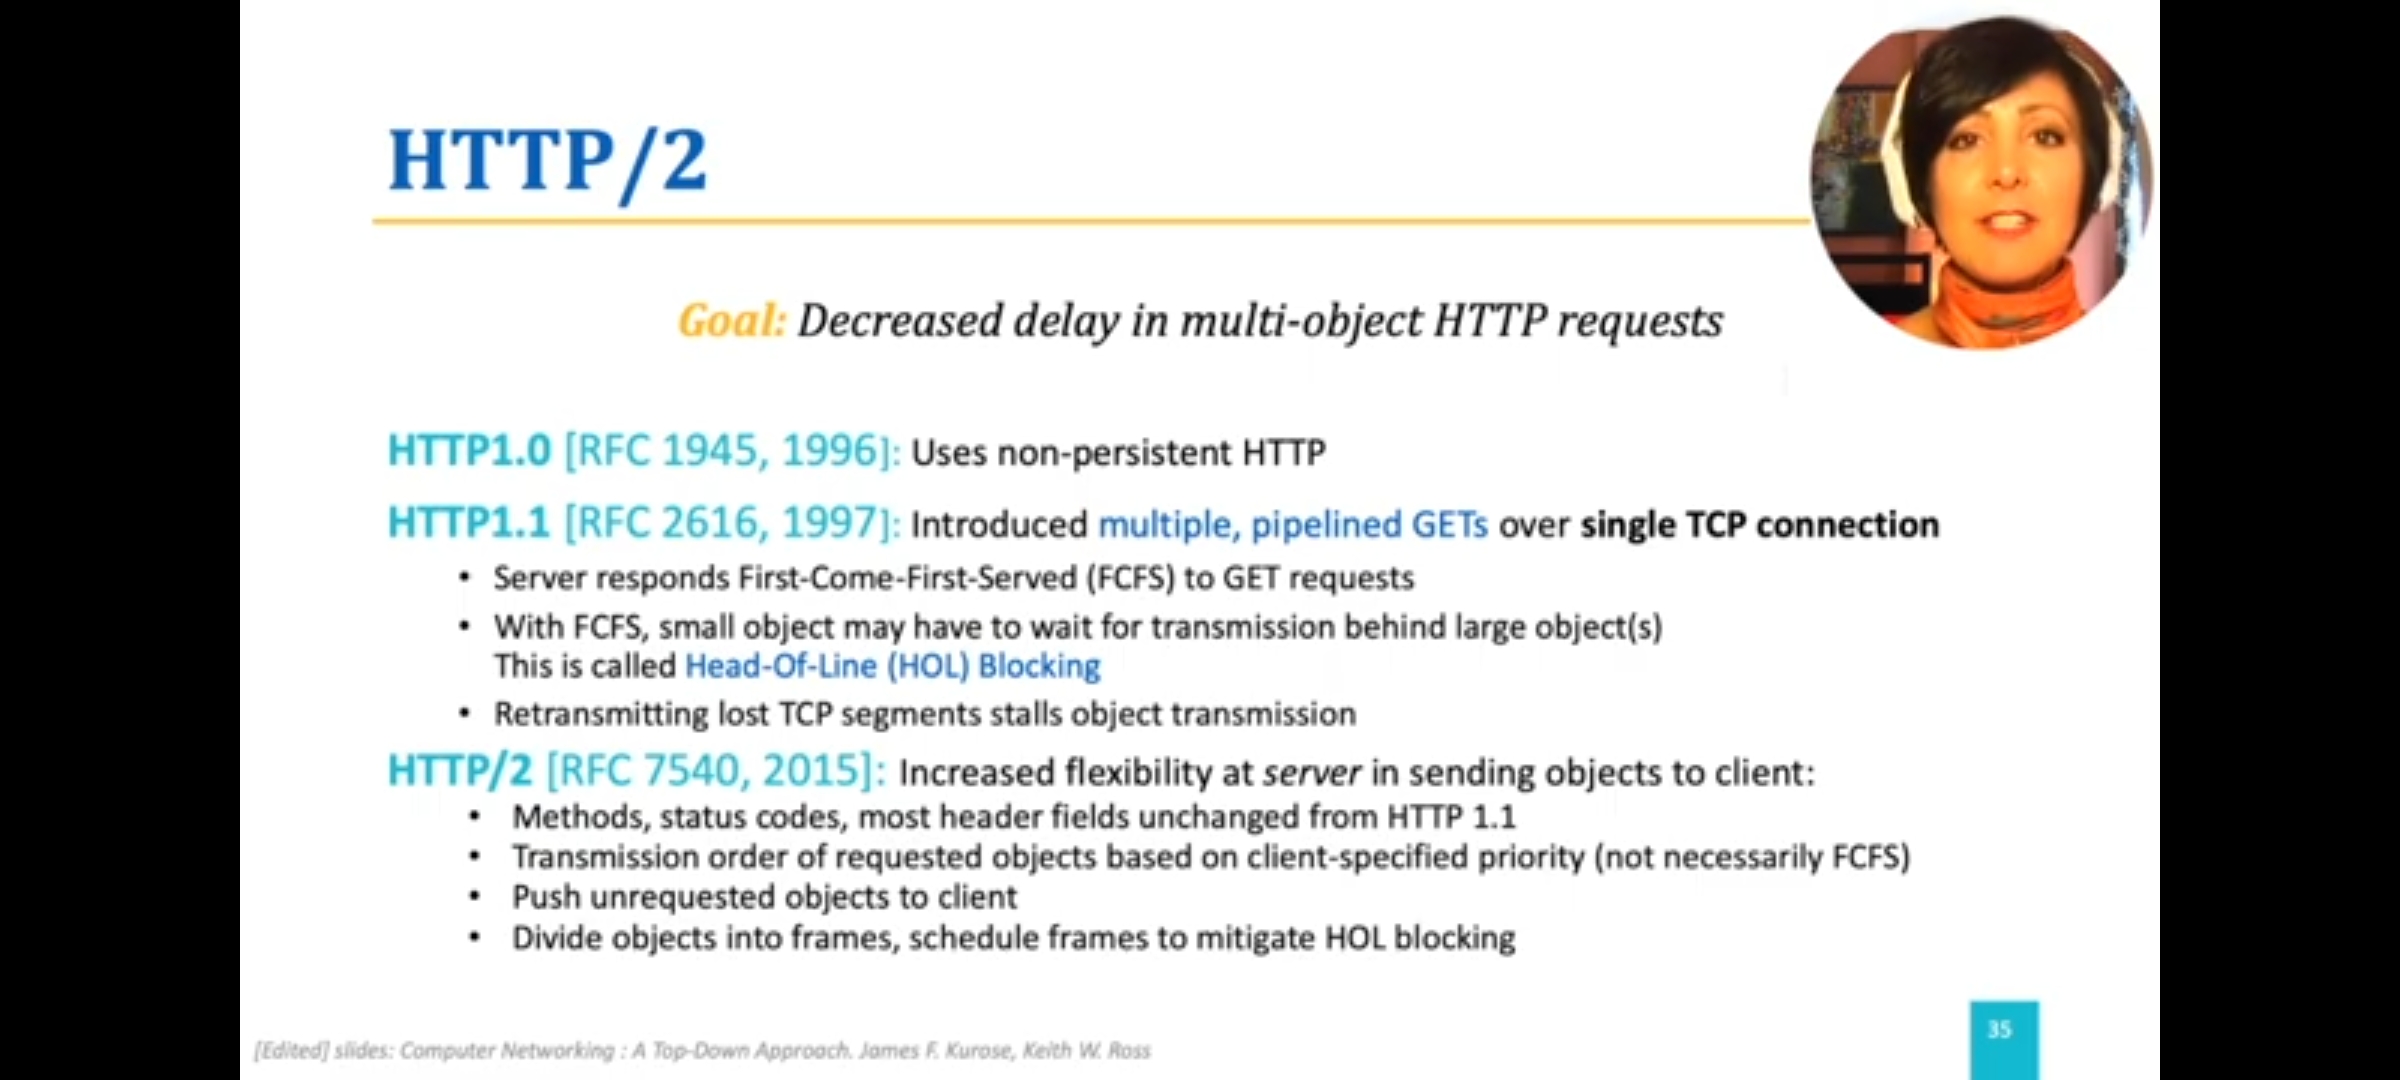 HTTP/2
Goal: Decreased delay in multi-object HTTP requests
HTTP1.0 [RFC 1945, 1996]: Uses non-persistent HTTP
HTTP1.1 [RFC 2616, 1997]: Introduced multiple, pipelined GETs over single TCP connection
• Server responds First-Come-First-Served (FCFS) to GET requests
• With FCFS, small object may have to wait for transmission behind large object(s)
This is called Head-Of-Line (HOL) Blocking
• Retransmitting lost TCP segments stalls object transmission
HTTP/2 [RFC 7540, 2015]: Increased flexibility at server in sending objects to client:
• Methods, status codes, most header fields unchanged from HTTP 1.1
• Transmission order of requested objects based on client-specified priority (not necessarily FCFS)
• Push unrequested objects to client
• Divide objects into frames, schedule frames to mitigate HOL blocking
[Edited] slides: Computer Networking : A Top-Down Approach. James F. Kurose, Keith W. Ross
35